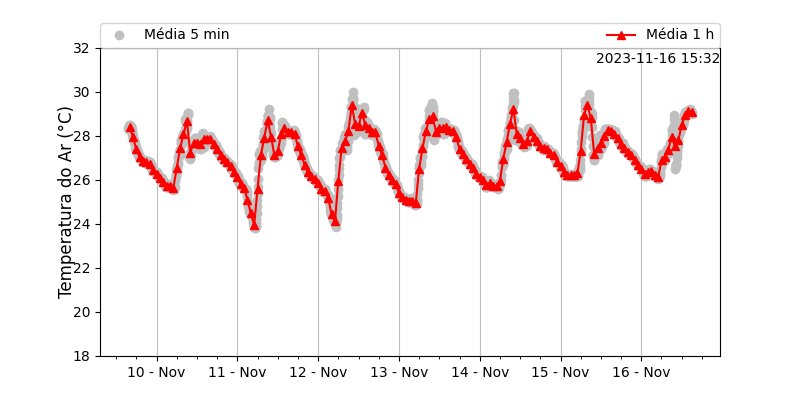 Média 5 min
Média 1 h
2023-11-16 15:32
Temperatura do Ar (°C)
32
30
28
26
24
22
20
18
10 - Nov
11 - Nov
12 - Nov
13 - Nov
14 - Nov
15 - Nov
16 - Nov